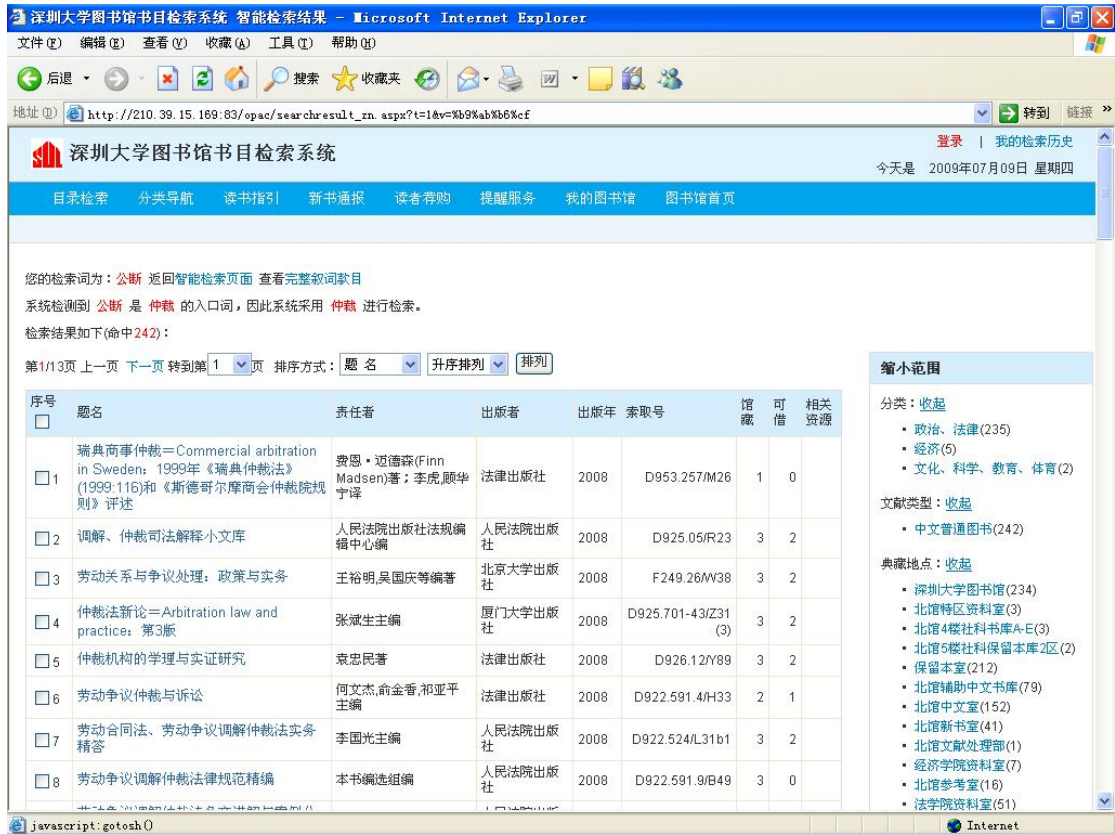 深圳大学图书馆书目检索系统 智能检索结果 - Microsoft Internet Explorer
文件(F) 编辑(E) 查看(V) 收藏(A) 工具(T) 帮助(H)
后退 搜索 收藏夹
地址(D) http://210.39.15.169:83/opac/searchresult_zn.aspx?t=1&v=%b9%ab%b6%cf 转到 链接 »
登录 | 我的检索历史
深圳大学图书馆书目检索系统
今天是 2009年07月09日 星期四
目录检索 分类导航 读书指引 新书通报 读者荐购 提醒服务 我的图书馆 图书馆首页
您的检索词为：公断 返回智能检索页面 查看完整叙词款目
系统检测到 公断 是 仲裁 的入口词，因此系统采用 仲裁 进行检索。
检索结果如下(命中242)：
第1/13页 上一页 下一页 转到第 1 页 排序方式： 题 名 升序排列 排列
序号 题名 责任者 出版者 出版年 索取号 馆藏 可借 相关资源
瑞典商事仲裁＝Commercial arbitration
in Sweden：1999年《瑞典仲裁法》
(1999:116)和《斯德哥尔摩商会仲裁院规
则》评述
费恩·迈德森(Finn
Madsen)著；李虎,顾华
宁译
1 法律出版社 2008 D953.257/M26 1 0
2 调解、仲裁司法解释小文库 人民法院出版社法规编
辑中心编 人民法院出版
社 2008 D925.05/R23 3 2
3 劳动关系与争议处理：政策与实务 王裕明,吴国庆等编著 北京大学出版
社 2008 F249.26/W38 3 2
4 仲裁法新论＝Arbitration law and
practice：第3版 张斌生主编 厦门大学出版
社 2008 D925.701-43/Z31
(3) 3 2
5 仲裁机构的学理与实证研究 袁忠民著 法律出版社 2008 D926.12/Y89 3 2
6 劳动争议仲裁与诉讼 何文杰,俞金香,祁亚平
主编 法律出版社 2008 D922.591.4/H33 2 1
7 劳动合同法、劳动争议调解仲裁法实务
精答 李国光主编 人民法院出版
社 2008 D922.524/L31b1 3 2
8 劳动争议调解仲裁法律规范精编 本书编选组编 人民法院出版
社 2008 D922.591.9/B49 3 0
缩小范围
分类：收起
政治、法律(235)
经济(5)
文化、科学、教育、体育(2)
文献类型：收起
中文普通图书(242)
典藏地点：收起
深圳大学图书馆(234)
北馆特区资料室(3)
北馆4楼社科书库A-E(3)
北馆5楼社科保留本库2区(2)
保留本室(212)
北馆辅助中文书库(79)
北馆中文室(152)
北馆新书室(41)
北馆文献处理部(1)
经济学院资料室(7)
北馆参考室(16)
法学院资料室(51)
javascript:gotosh() Internet